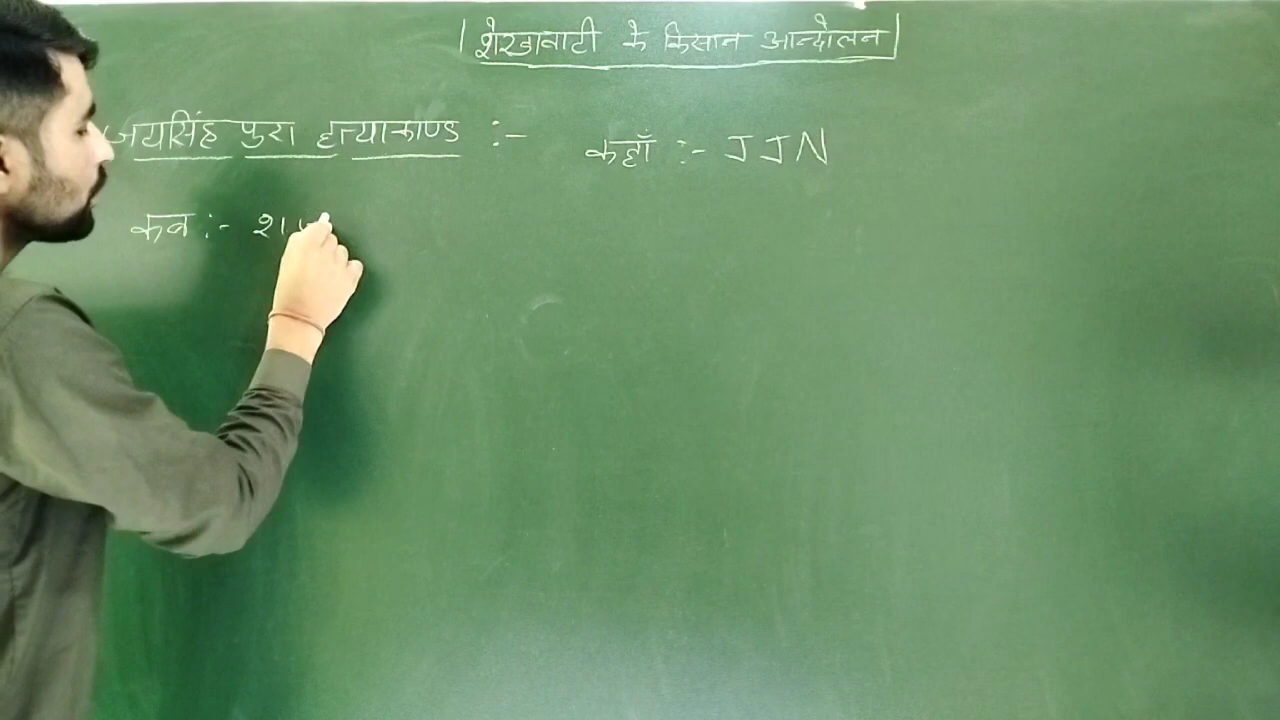 शेखावाटी के किसान आन्दोलन
जयसिंह पुरा हत्याकाण्ड :-
कहाँ :- JJN
कब :-